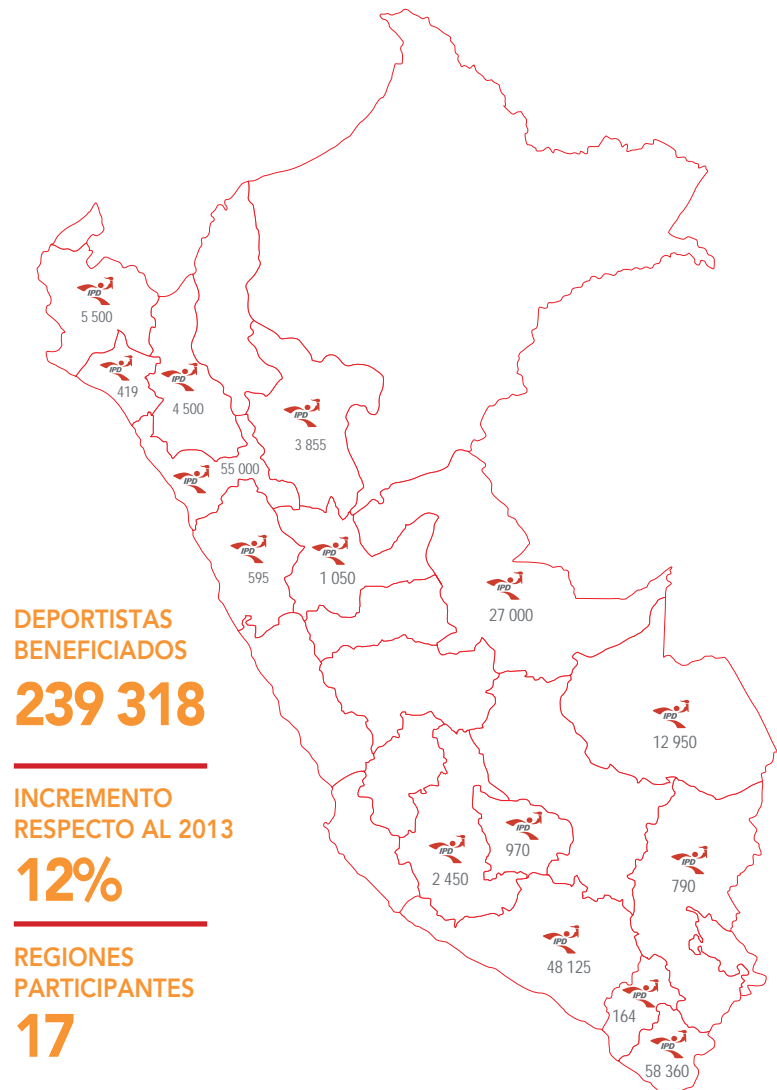 IPD
5 500
IPD
419
IPD
4 500
IPD
3 855
55 000
IPD
IPD
595
IPD
1 050
IPD
27 000
DEPORTISTAS
BENEFICIADOS
239 318
IPD
12 950
INCREMENTO
RESPECTO AL 2013
12%
IPD
970
IPD
2 450
IPD
790
REGIONES
PARTICIPANTES
17
IPD
48 125
IPD
164
IPD
58 360